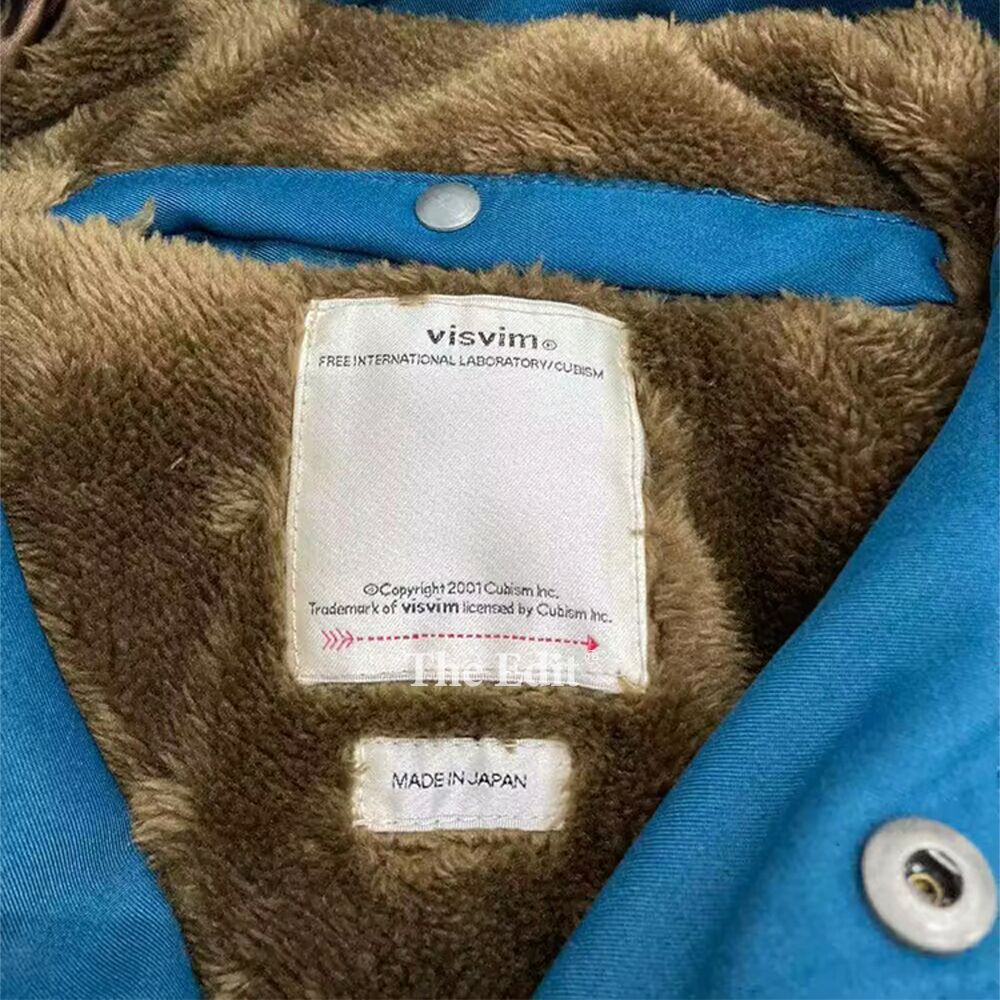 visvim®
FREE INTERNATIONAL LABORATORY/CUBISM
©Copyright 2001 Cubism Inc.
Trademark of visvim licensed by Cubism Inc.
The Edit
MADE IN JAPAN